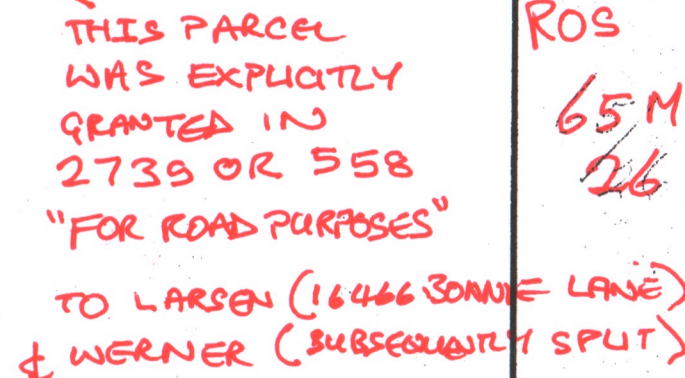 THIS PARCEL
WAS EXPLICITLY
GRANTED IN
2739 OR 558
"FOR ROAD PURPOSES"
TO LARSEN (16466 BONNIE LANE)
& WERNER (SUBSEQUENTLY SPLIT)
ROS
65 M
26